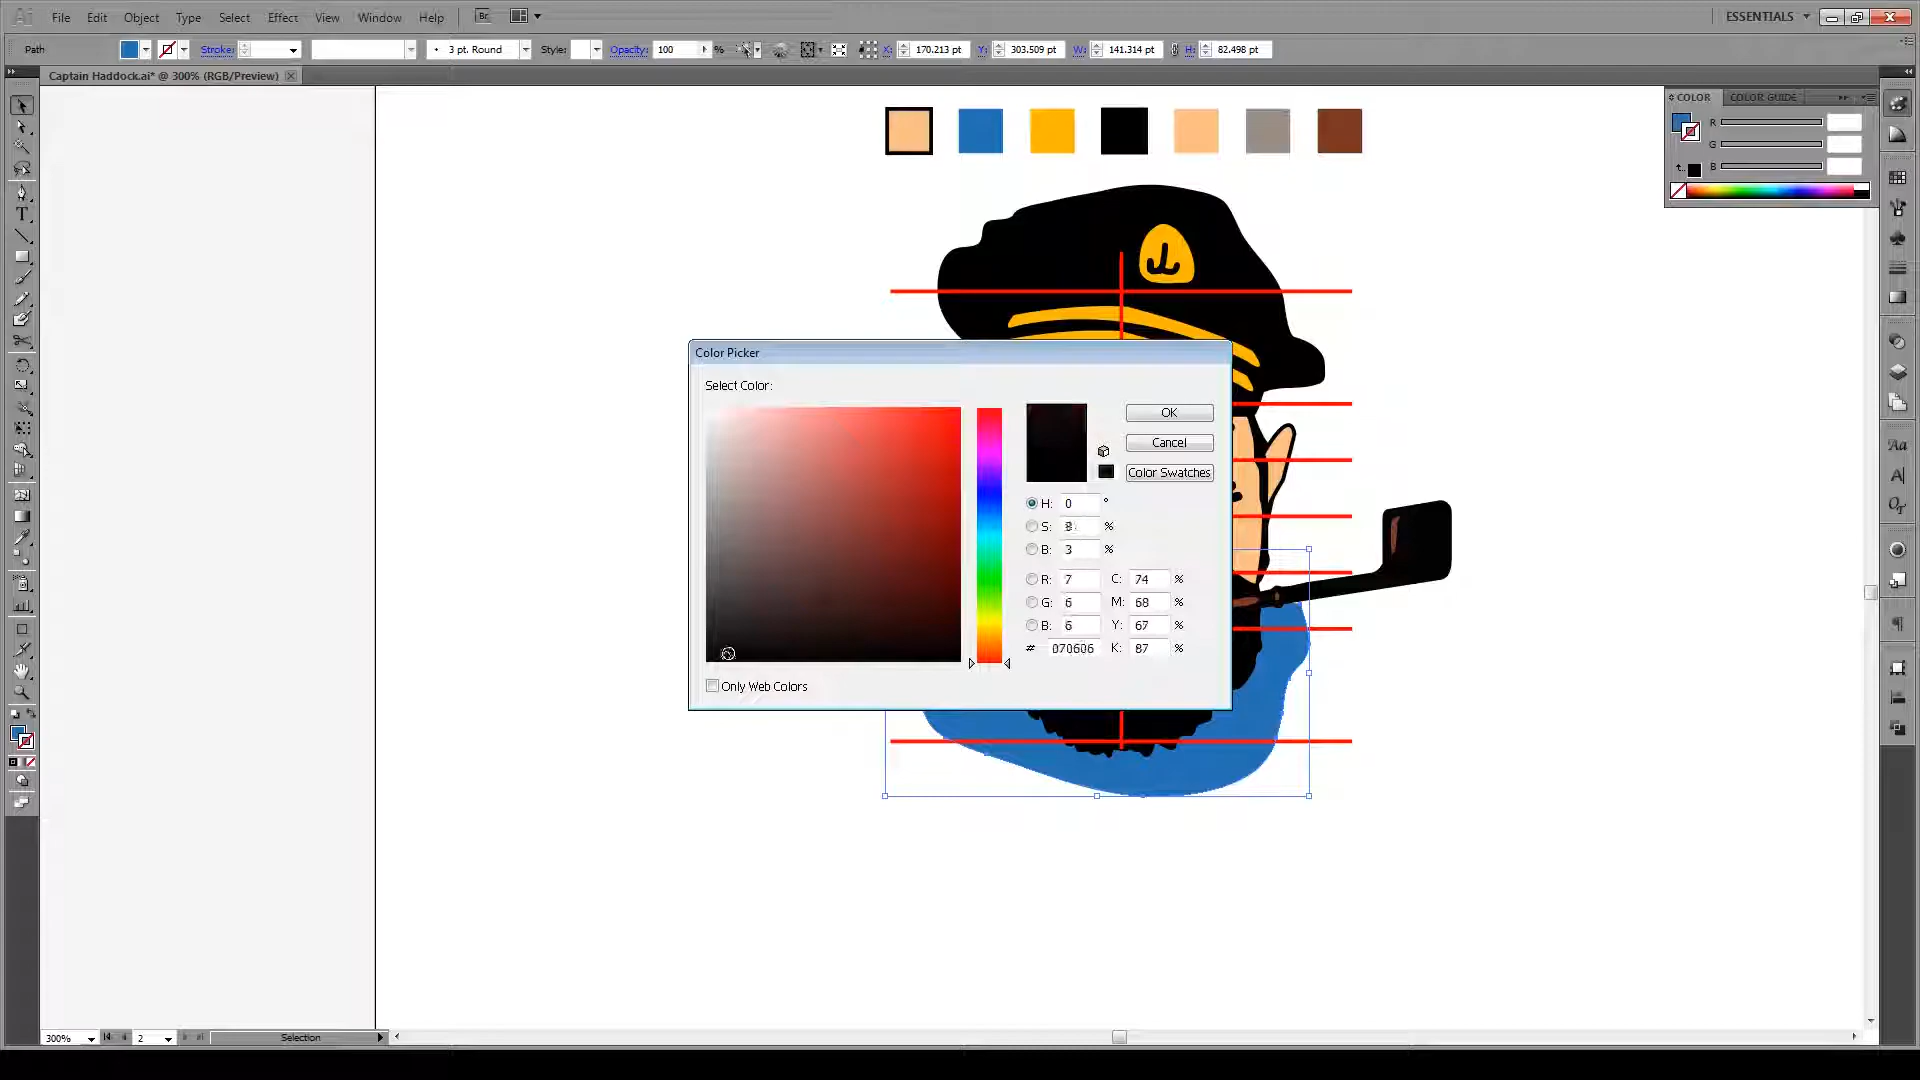 Ai File Edit Object Type Select Effect View Window Help Br ESSENTIALS
Path Stroke: 3 pt. Round Style: Opacity: 100 % X: 170.213 pt Y: 303.509 pt W: 141.314 pt H: 82.498 pt
Captain Haddock.ai* @ 300% (RGB/Preview)
COLOR COLOR GUIDE
R
G
B
Color Picker
Select Color:
OK
Cancel
Color Swatches
H: 0 °
S: 8 %
B: 3 %
R: 7 C: 74 %
G: 6 M: 68 %
B: 6 Y: 67 %
# 070606 K: 87 %
Only Web Colors
300% 2 Selection